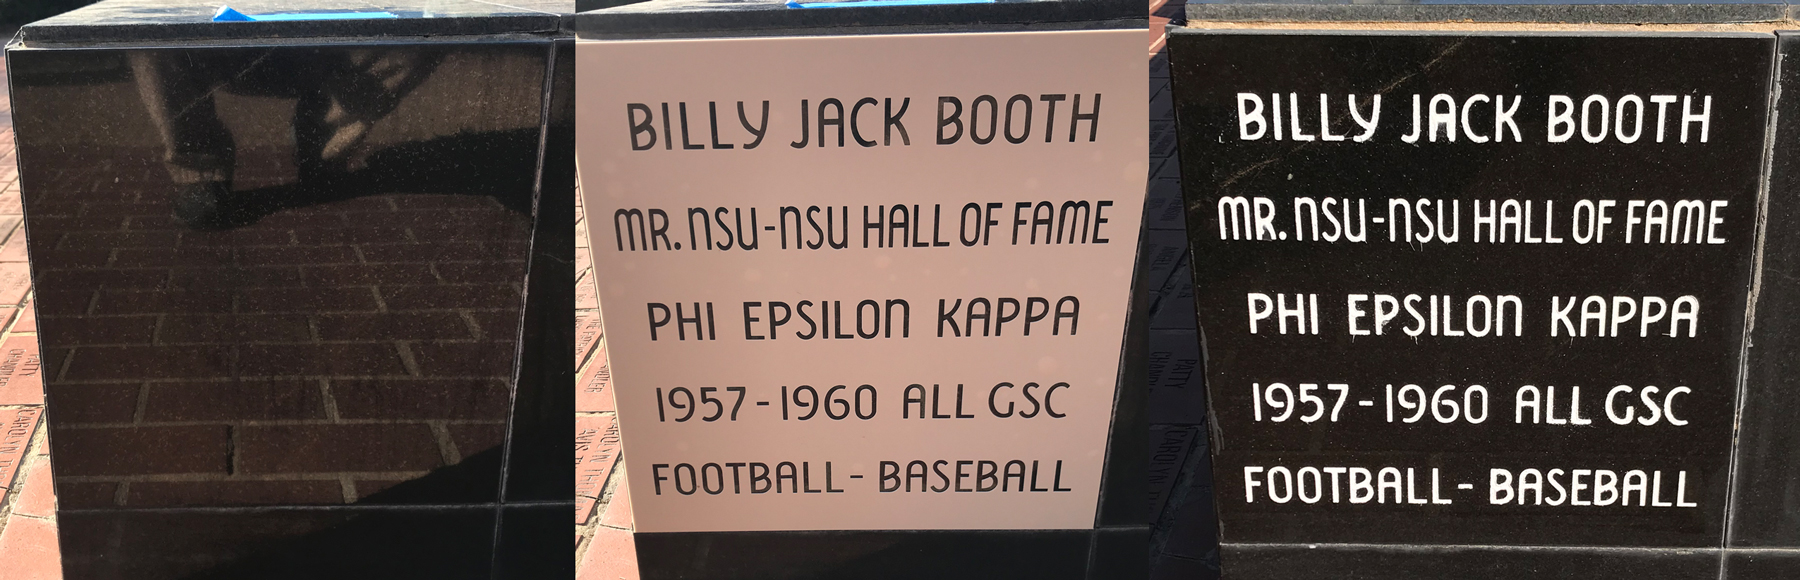 BILLY JACK BOOTH
MR. NSU-NSU HALL OF FAME
PHI EPSILON KAPPA
1957-1960 ALL GSC
FOOTBALL- BASEBALL
BILLY JACK BOOTH
MR. NSU-NSU HALL OF FAME
PHI EPSILON KAPPA
1957-1960 ALL GSC
FOOTBALL- BASEBALL
PATTY